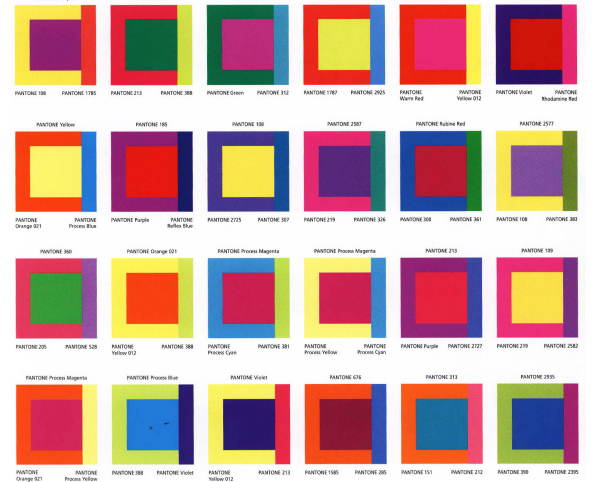 PANTONE 108 PANTONE 1785 PANTONE 213 PANTONE 388 PANTONE Green PANTONE 312 PANTONE 1787 PANTONE 2925 PANTONE Warm Red PANTONE Yellow 012 PANTONE Violet PANTONE Rhodamine Red
PANTONE Yellow PANTONE 185 PANTONE 108 PANTONE 2587 PANTONE Rubine Red PANTONE 2577
PANTONE Orange 021 PANTONE Process Blue PANTONE Purple PANTONE Reflex Blue PANTONE 2725 PANTONE 307 PANTONE 219 PANTONE 326 PANTONE 300 PANTONE 361 PANTONE 108 PANTONE 383
PANTONE 360 PANTONE Orange 021 PANTONE Process Magenta PANTONE Process Magenta PANTONE 213 PANTONE 109
PANTONE 205 PANTONE 528 PANTONE Yellow 012 PANTONE 388 PANTONE Process Cyan PANTONE 381 PANTONE Process Yellow PANTONE Process Cyan PANTONE Purple PANTONE 2727 PANTONE 219 PANTONE 2582
PANTONE Process Magenta PANTONE Process Blue PANTONE Violet PANTONE 676 PANTONE 313 PANTONE 2935
PANTONE Orange 021 PANTONE Process Yellow PANTONE 388 PANTONE Violet PANTONE Yellow 012 PANTONE 213 PANTONE 1585 PANTONE 285 PANTONE 151 PANTONE 212 PANTONE 390 PANTONE 2395